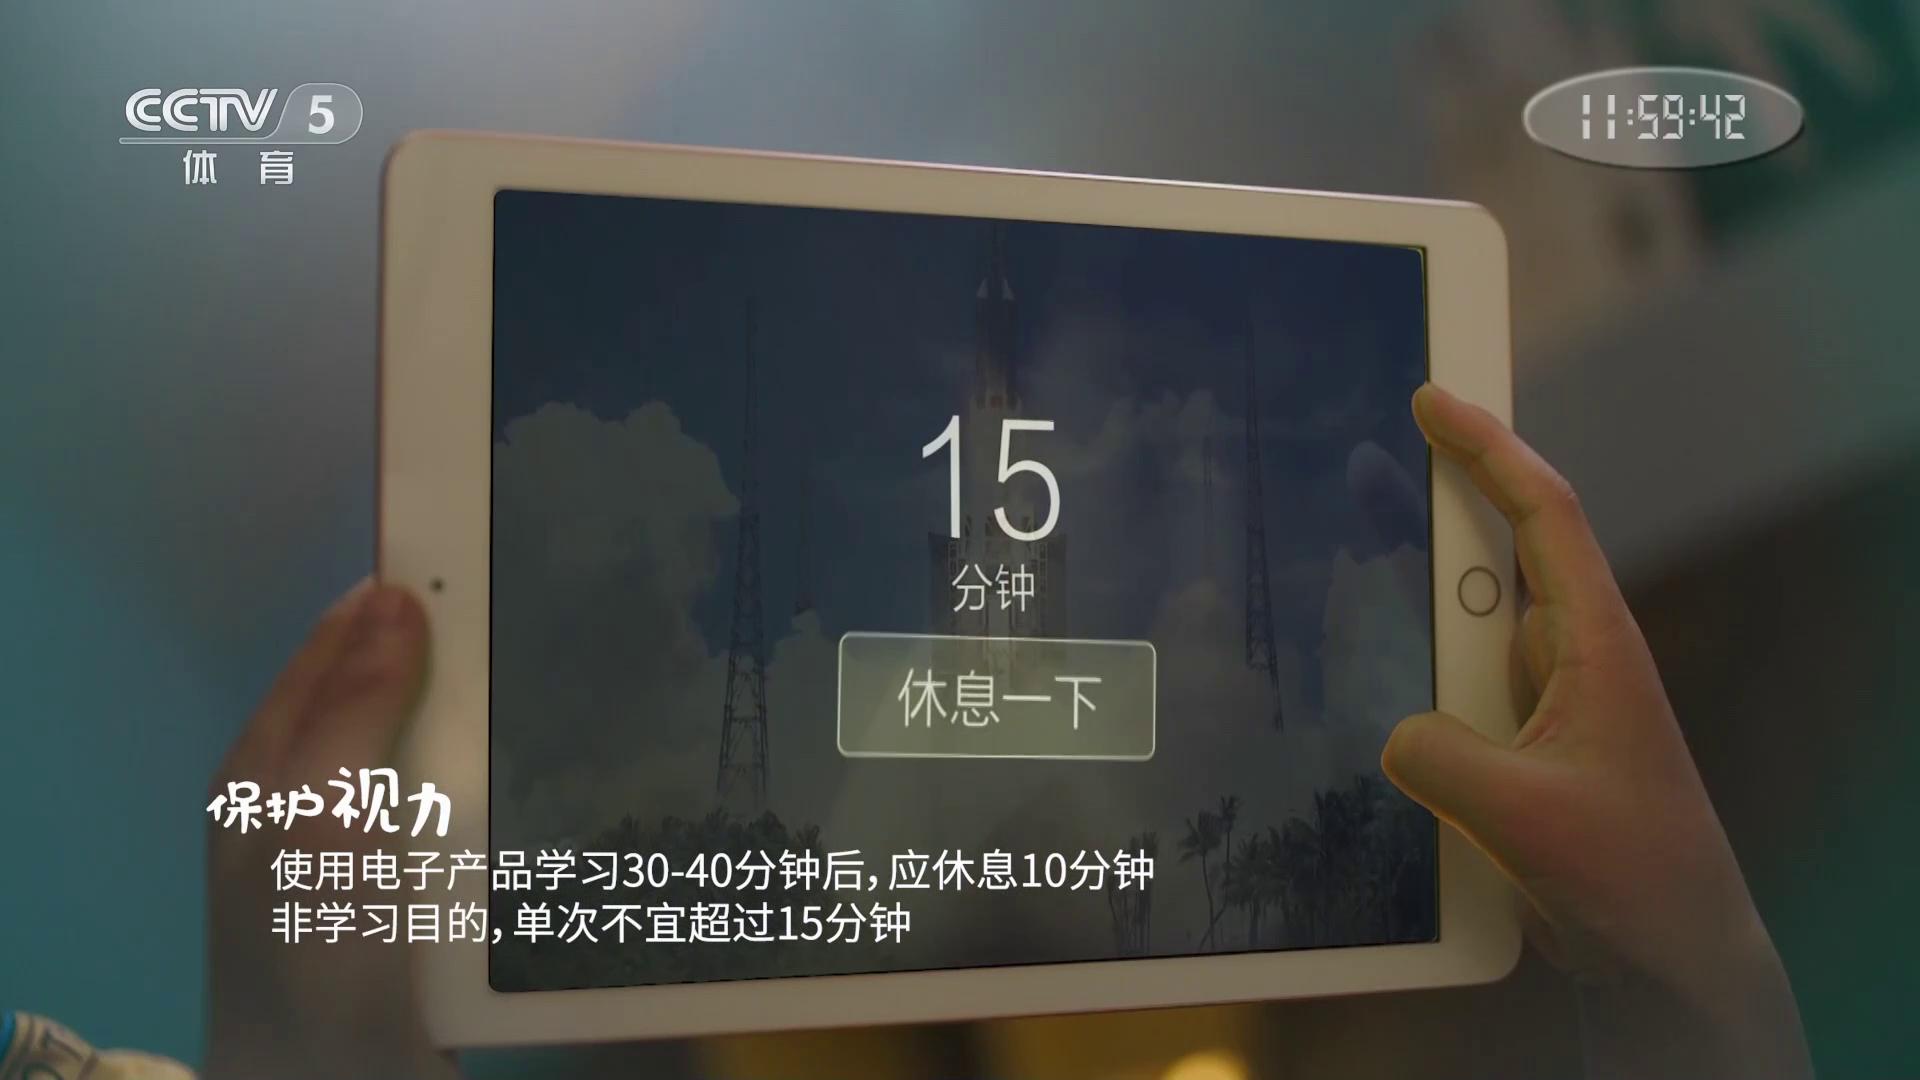 CCTV 5
体育
11:59:42
15
分钟
休息一下
保护视力
使用电子产品学习30-40分钟后，应休息10分钟
非学习目的，单次不宜超过15分钟